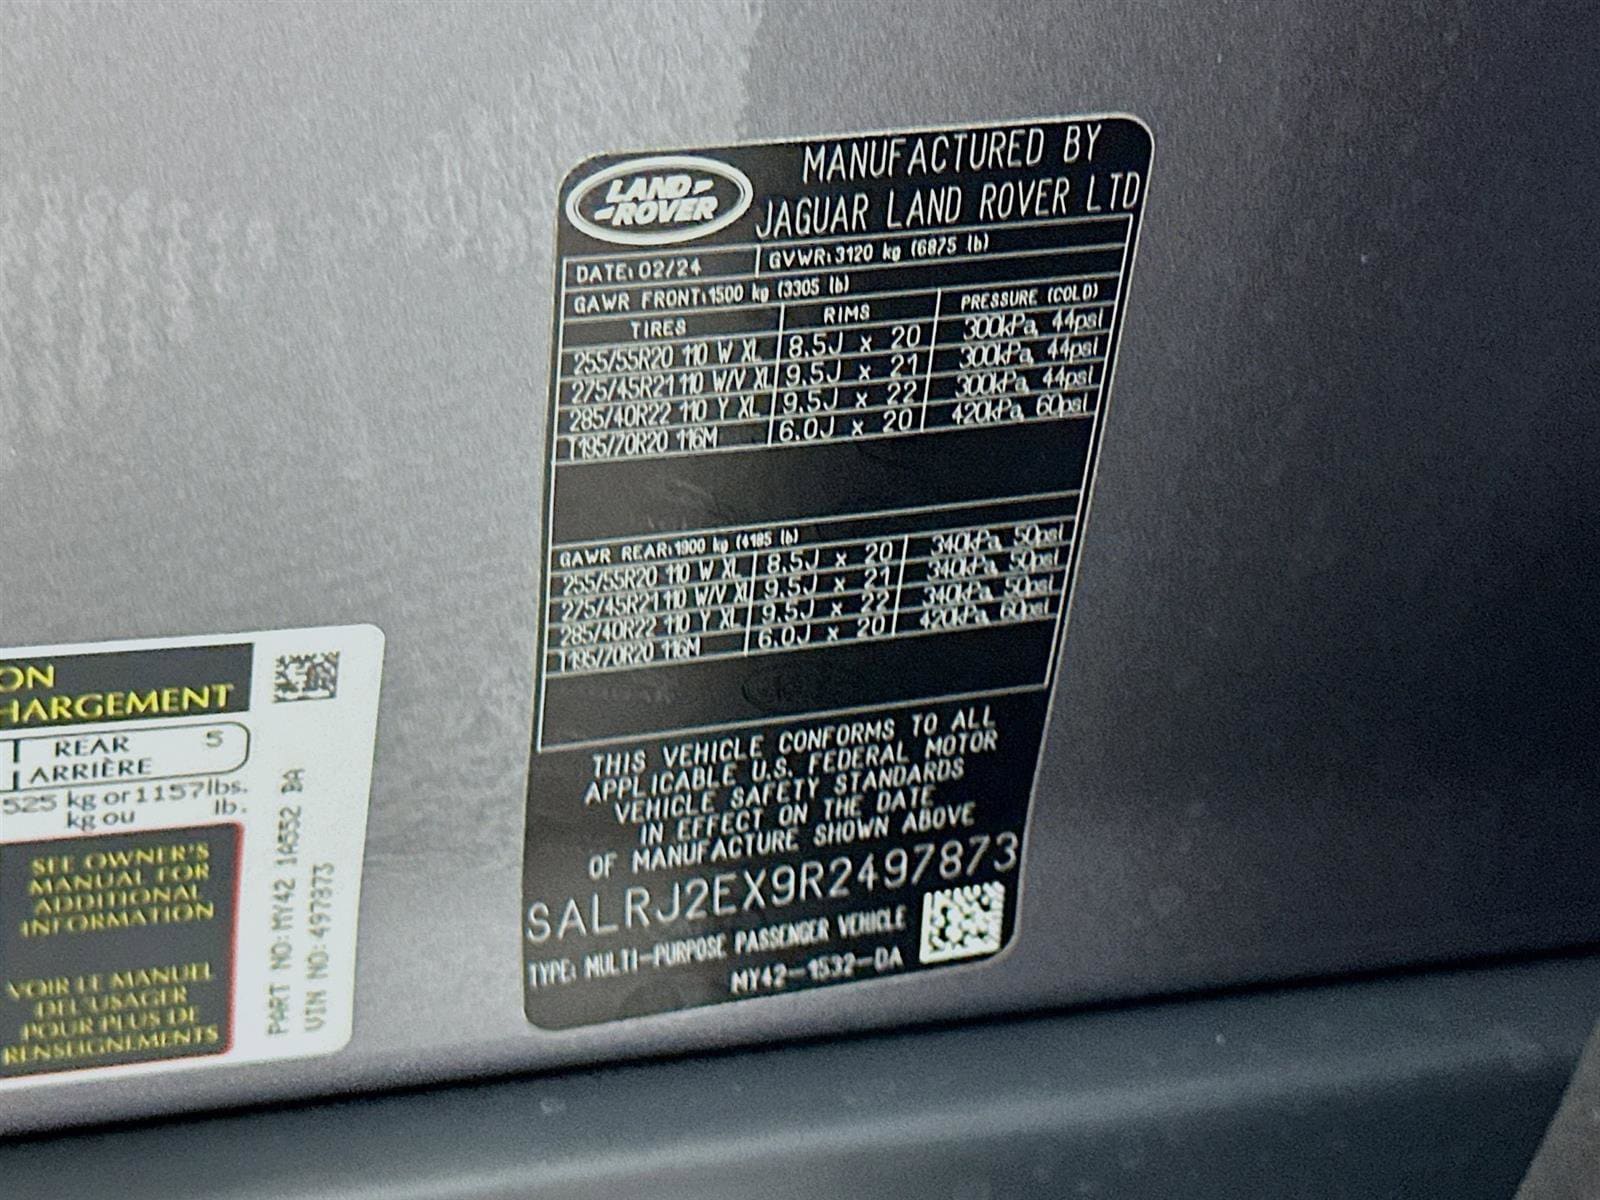 LAND ROVER
MANUFACTURED BY
JAGUAR LAND ROVER LTD
DATE: 02/24 GVWR: 3120 kg (6875 lb)
GAWR FRONT: 1500 kg (3305 lb)
TIRES RIMS PRESSURE (COLD)
255/55R20 110 W XL 8.5J x 20 300kPa, 44psi
275/45R21 110 W/V XL 9.5J x 21 300kPa, 44psi
285/40R22 110 Y XL 9.5J x 22 300kPa, 44psi
T195/70R20 116M 6.0J x 20 420kPa, 60psi
GAWR REAR: 1900 kg (4185 lb)
255/55R20 110 W XL 8.5J x 20 340kPa, 50psi
275/45R21 110 W/V XL 9.5J x 21 340kPa, 50psi
285/40R22 110 Y XL 9.5J x 22 340kPa, 50psi
T195/70R20 116M 6.0J x 20 420kPa, 60psi
THIS VEHICLE CONFORMS TO ALL
APPLICABLE U.S. FEDERAL MOTOR
VEHICLE SAFETY STANDARDS
IN EFFECT ON THE DATE
OF MANUFACTURE SHOWN ABOVE
SALRJ2EX9R2497873
TYPE: MULTI-PURPOSE PASSENGER VEHICLE
MY42-1532-DA
ON
HARGEMENT
REAR 5
ARRIÈRE
525 kg or 1157lbs.
kg ou lb.
SEE OWNER'S
MANUAL FOR
ADDITIONAL
INFORMATION
VOIR LE MANUEL
DEL'USAGER
POUR PLUS DE
RENSEIGNEMENTS
PART NO: MY42 1A552 BA
VIN NO: 497873